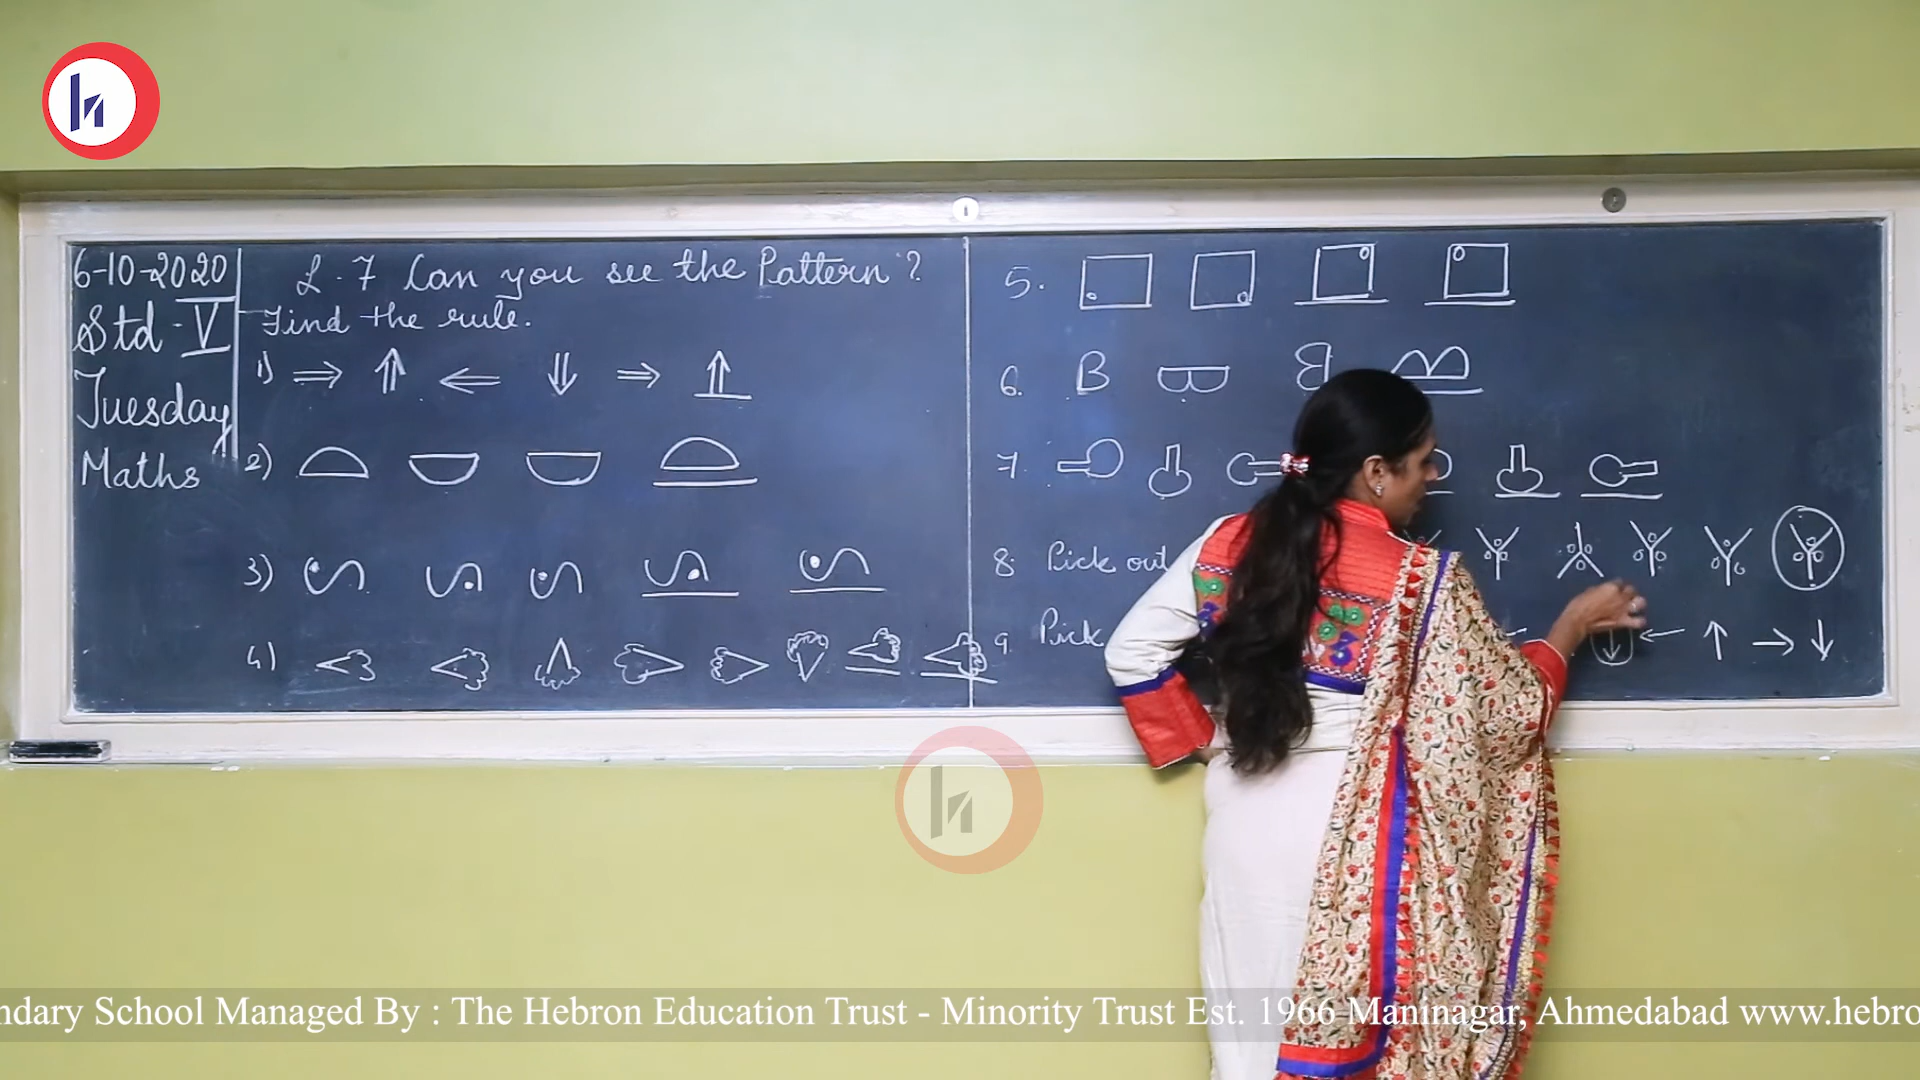 6-10-2020
Std - V
Tuesday
Maths
L-7 Can you see the Pattern?
Find the rule.
1) ⇒ ⇑ ⇐ ⇓ ⇒ ⇑
2)
3)
4)
5.
6. B
7.
8. Pick out
9. Pick ← ↓ ← ↑ → ↓
ndary School Managed By : The Hebron Education Trust - Minority Trust Est. 1966 Maninagar, Ahmedabad www.hebro